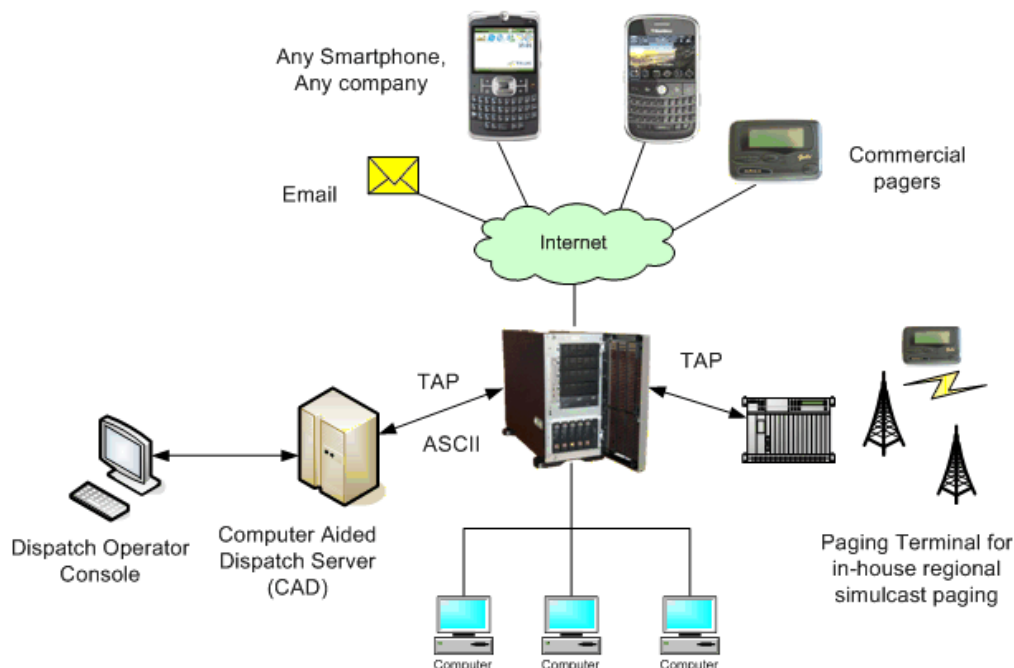 Any Smartphone,
Any company
Email
Commercial
pagers
Internet
TAP
ASCII
TAP
Dispatch Operator
Console
Computer Aided
Dispatch Server
(CAD)
Paging Terminal for
in-house regional
simulcast paging
Computer
Computer
Computer